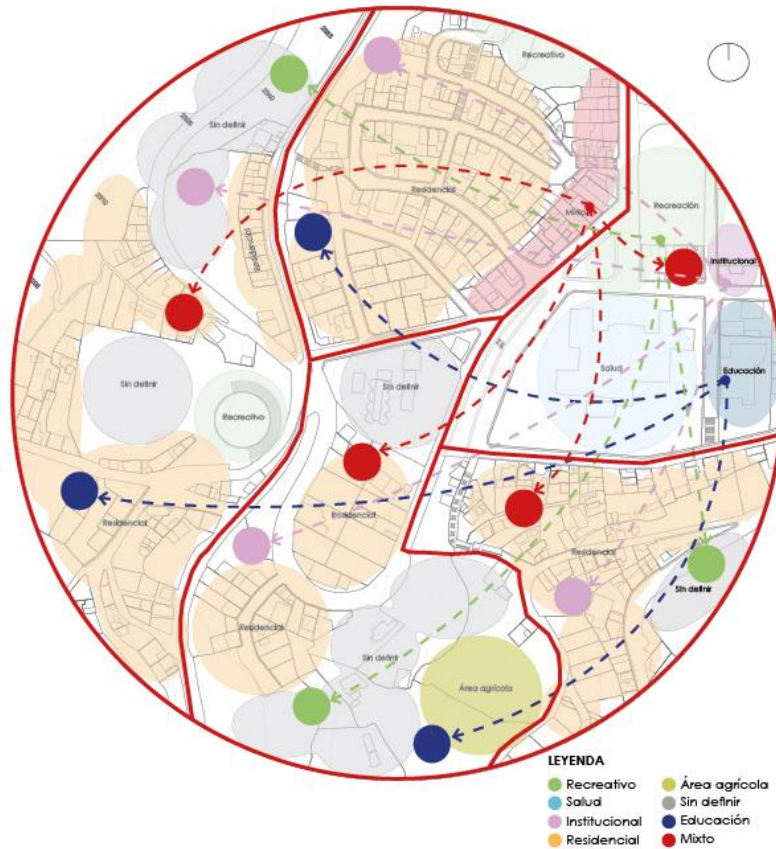 Recreativo
Sin definir
Residencial
Recreación
Mixto
Residencial
Institucional
Sin definir
Sin definir
Salud
Educación
Recreativo
Residencial
Residencial
Residencial
Sin definir
Residencial
Sin definir
Área agrícola
LEYENDA
Recreativo
Área agrícola
Salud
Sin definir
Institucional
Educación
Residencial
Mixto